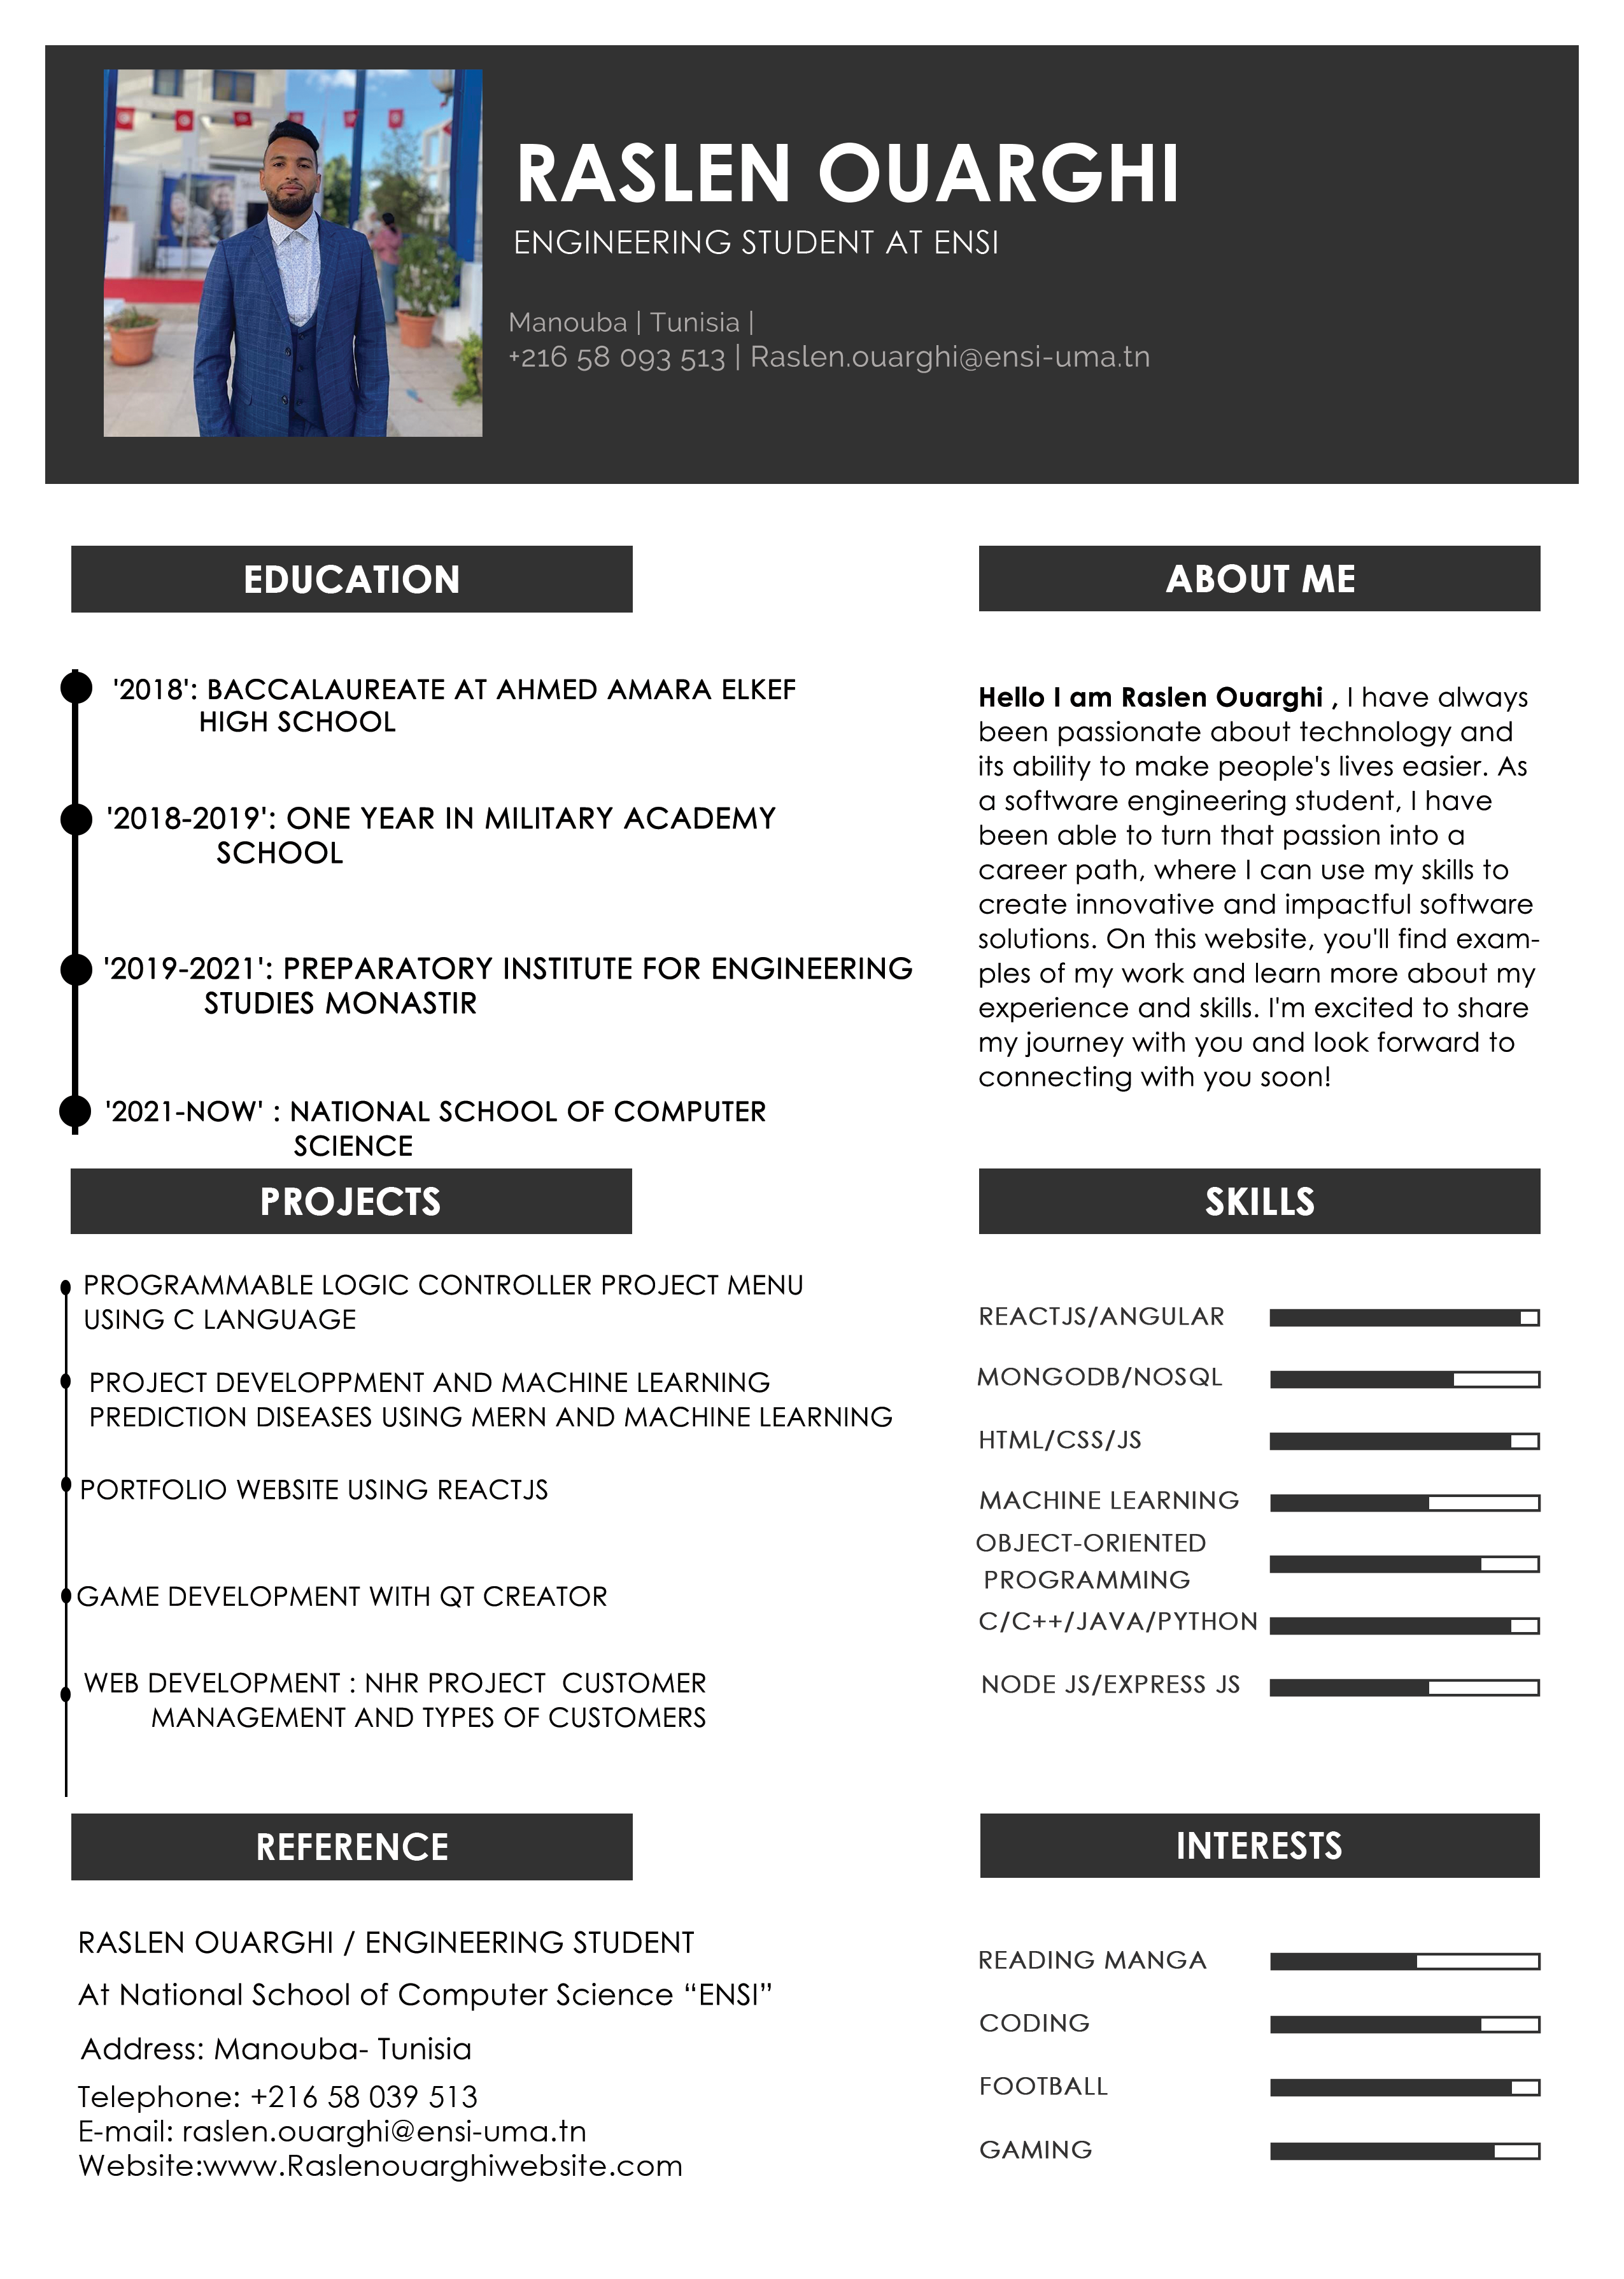 RASLEN OUARGHI
ENGINEERING STUDENT AT ENSI
Manouba | Tunisia |
+216 58 093 513 | Raslen.ouarghi@ensi-uma.tn
EDUCATION
'2018': BACCALAUREATE AT AHMED AMARA ELKEF
HIGH SCHOOL
'2018-2019': ONE YEAR IN MILITARY ACADEMY
SCHOOL
'2019-2021': PREPARATORY INSTITUTE FOR ENGINEERING
STUDIES MONASTIR
'2021-NOW' : NATIONAL SCHOOL OF COMPUTER
SCIENCE
ABOUT ME
Hello I am Raslen Ouarghi , I have always
been passionate about technology and
its ability to make people's lives easier. As
a software engineering student, I have
been able to turn that passion into a
career path, where I can use my skills to
create innovative and impactful software
solutions. On this website, you'll find exam-
ples of my work and learn more about my
experience and skills. I'm excited to share
my journey with you and look forward to
connecting with you soon!
PROJECTS
PROGRAMMABLE LOGIC CONTROLLER PROJECT MENU
USING C LANGUAGE
PROJECT DEVELOPPMENT AND MACHINE LEARNING
PREDICTION DISEASES USING MERN AND MACHINE LEARNING
PORTFOLIO WEBSITE USING REACTJS
GAME DEVELOPMENT WITH QT CREATOR
WEB DEVELOPMENT : NHR PROJECT  CUSTOMER
MANAGEMENT AND TYPES OF CUSTOMERS
SKILLS
REACTJS/ANGULAR
MONGODB/NOSQL
HTML/CSS/JS
MACHINE LEARNING
OBJECT-ORIENTED
PROGRAMMING
C/C++/JAVA/PYTHON
NODE JS/EXPRESS JS
REFERENCE
RASLEN OUARGHI / ENGINEERING STUDENT
At National School of Computer Science “ENSI”
Address: Manouba- Tunisia
Telephone: +216 58 039 513
E-mail: raslen.ouarghi@ensi-uma.tn
Website:www.Raslenouarghiwebsite.com
INTERESTS
READING MANGA
CODING
FOOTBALL
GAMING